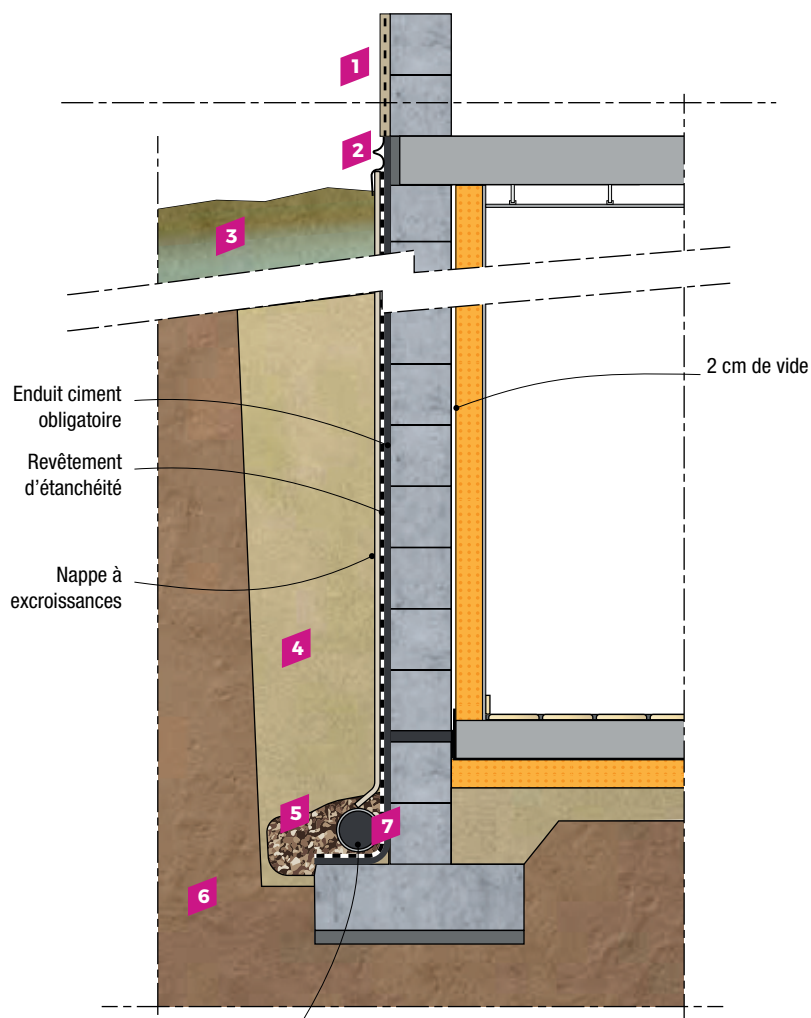 1
2
3
2 cm de vide
Enduit ciment
obligatoire
Revêtement
d'étanchéité
Nappe à
excroissances
4
5
7
6